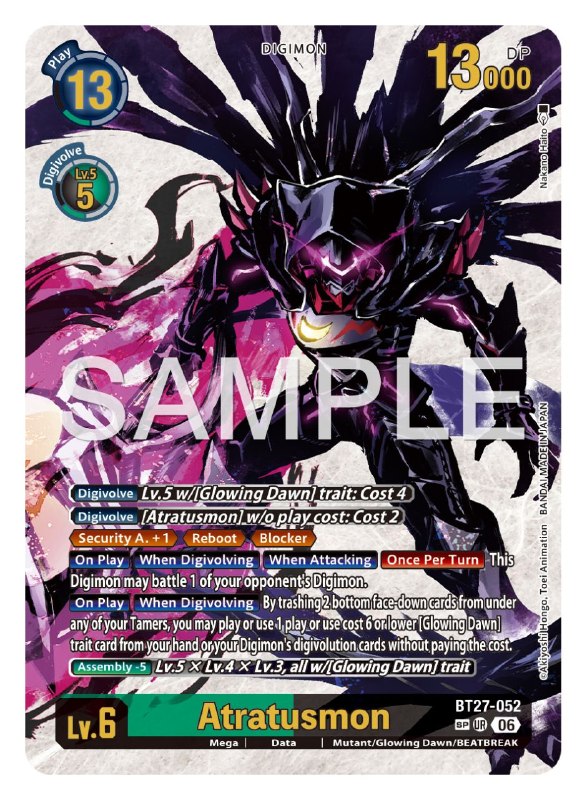 Play
13
DIGIMON
DP
13000
Digivolve
Lv.5
5
Nakano Haito
SAMPLE
Digivolve Lv.5 w/[Glowing Dawn] trait: Cost 4
Digivolve [Atratusmon] w/o play cost: Cost 2
Security A. +1 Reboot Blocker
On Play When Digivolving When Attacking Once Per Turn This
Digimon may battle 1 of your opponent's Digimon.
On Play When Digivolving By trashing 2 bottom face-down cards from under
any of your Tamers, you may play or use 1 play or use cost 6 or lower [Glowing Dawn]
trait card from your hand or your Digimon's digivolution cards without paying the cost.
Assembly -5 Lv.5 × Lv.4 × Lv.3, all w/[Glowing Dawn] trait
©Akiyoshi Hongo, Toei Animation BANDAI, MADE IN JAPAN
Lv.6
Atratusmon
BT27-052
SP UR 06
Mega | Data | Mutant/Glowing Dawn/BEATBREAK